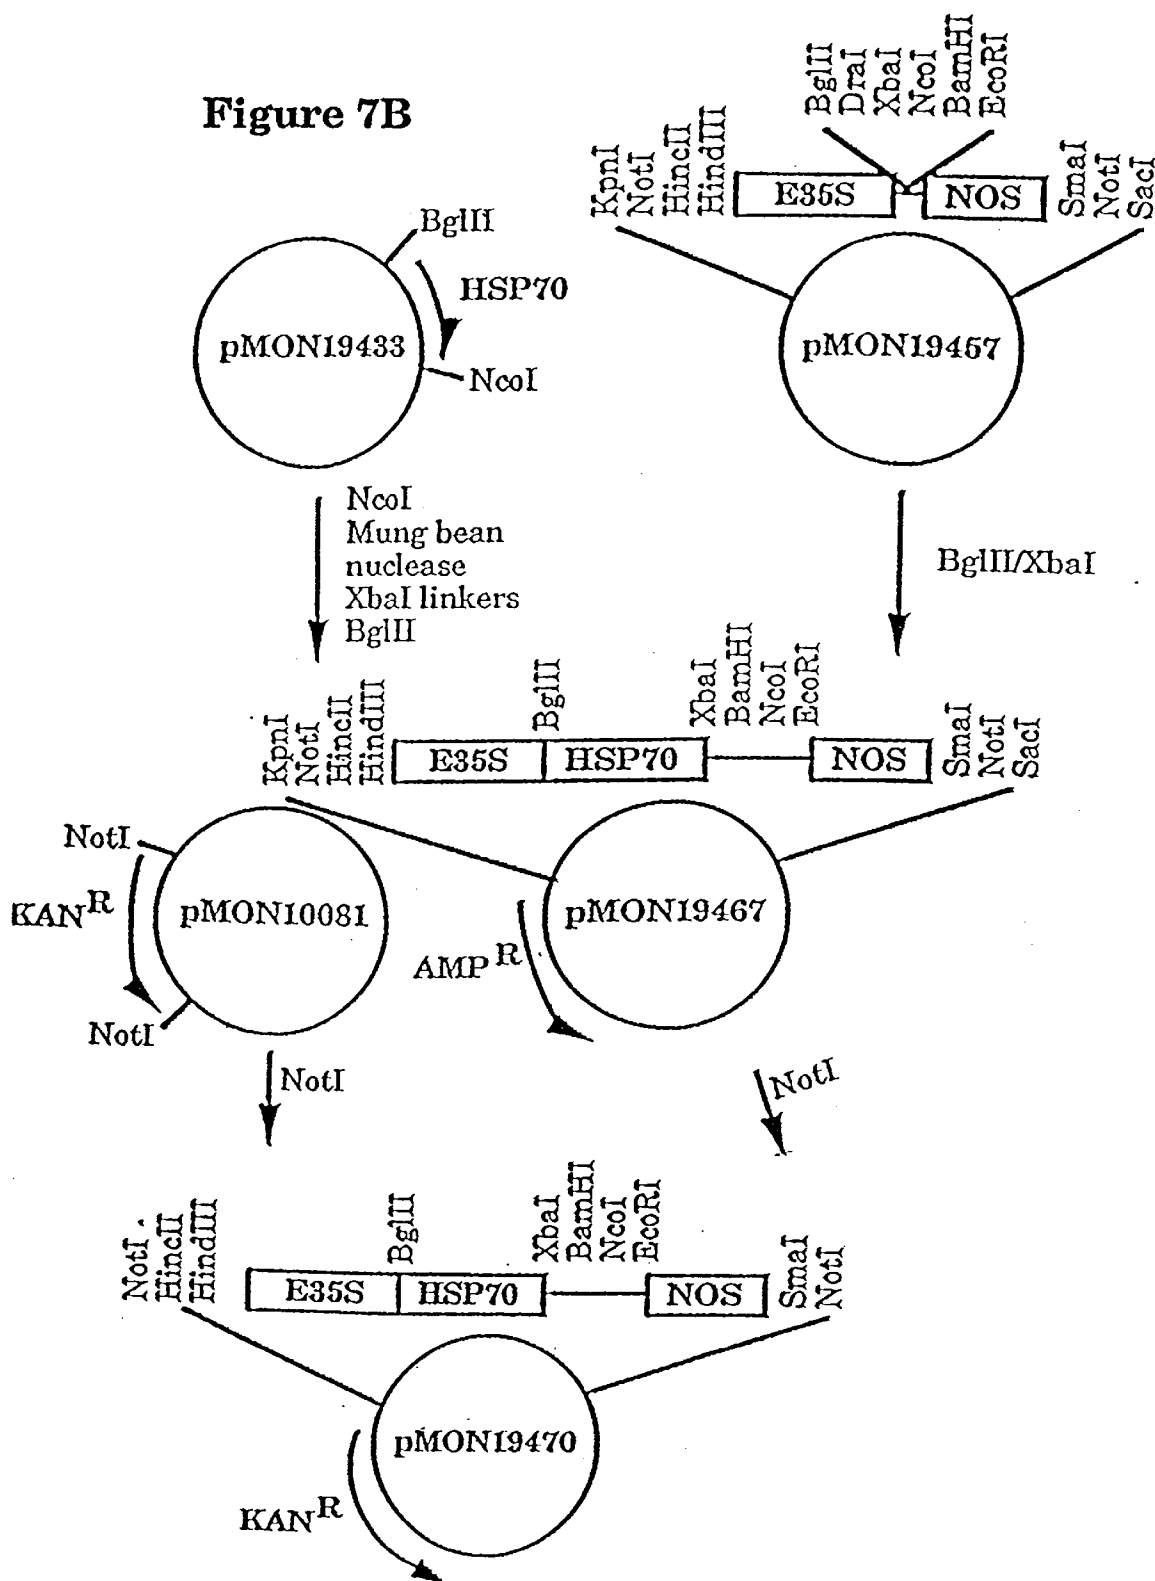 Figure 7B
BglII
DraI
XbaI
NcoI
BamHI
EcoRI
KpnI
NotI
HincII
HindIII
E35S
NOS
SmaI
NotI
SacI
BglII
HSP70
pMON19433
NcoI
pMON19457
NcoI
Mung bean
nuclease
XbaI linkers
BglII
BglII/XbaI
KpnI
NotI
HincII
HindIII
BglII
XbaI
BamHI
NcoI
EcoRI
E35S
HSP70
NOS
SmaI
NotI
SacI
NotI
KAN R
pMON10081
NotI
AMP R
pMON19467
NotI
NotI
NotI
HincII
HindIII
BglII
XbaI
BamHI
NcoI
EcoRI
E35S
HSP70
NOS
SmaI
NotI
pMON19470
KAN R